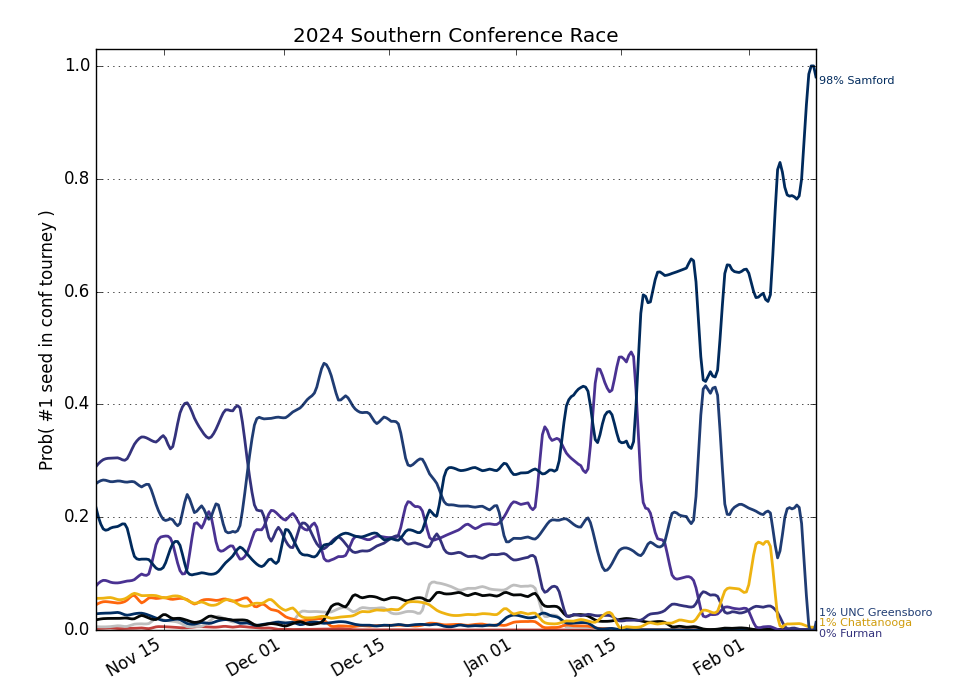 2024 Southern Conference Race
Prob( #1 seed in conf tourney )
1.0
0.8
0.6
0.4
0.2
0.0
98% Samford
1% UNC Greensboro
1% Chattanooga
0% Furman
Nov 15
Dec 01
Dec 15
Jan 01
Jan 15
Feb 01